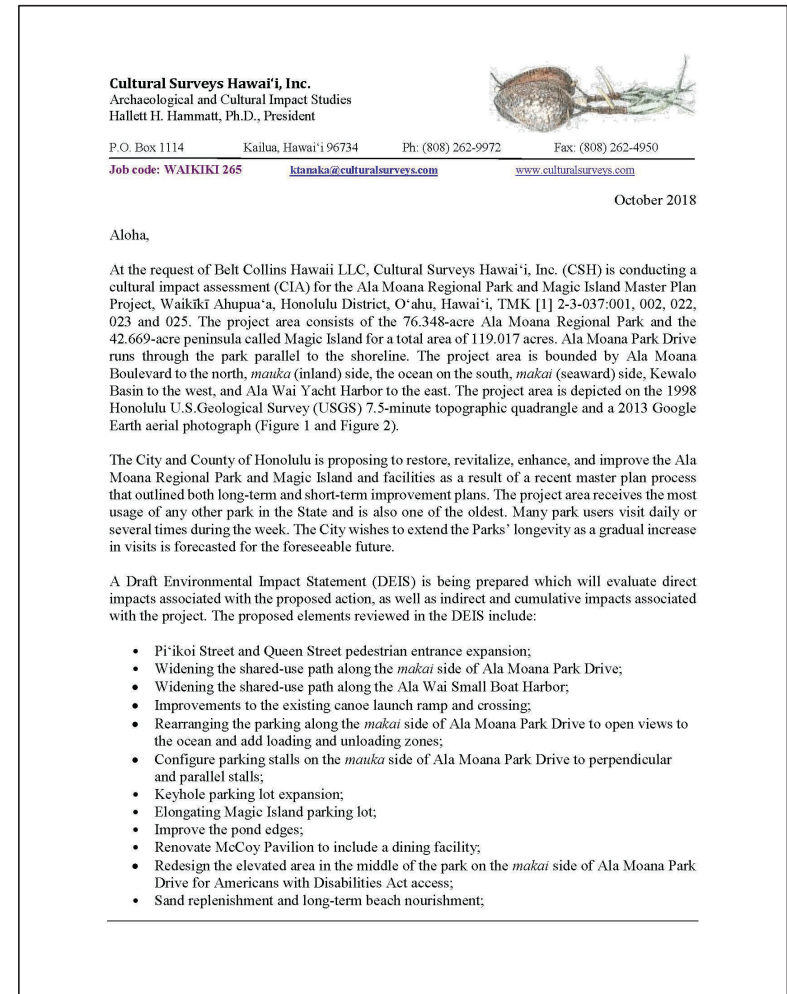 Cultural Surveys Hawai‘i, Inc.
Archaeological and Cultural Impact Studies
Hallett H. Hammatt, Ph.D., President
P.O. Box 1114 Kailua, Hawai‘i 96734 Ph: (808) 262-9972 Fax: (808) 262-4950
Job code: WAIKIKI 265 ktanaka@culturalsurveys.com www.culturalsurveys.com
October 2018
Aloha,
At the request of Belt Collins Hawaii LLC, Cultural Surveys Hawai‘i, Inc. (CSH) is conducting a
cultural impact assessment (CIA) for the Ala Moana Regional Park and Magic Island Master Plan
Project, Waikīkī Ahupua‘a, Honolulu District, O‘ahu, Hawai‘i, TMK [1] 2-3-037:001, 002, 022,
023 and 025. The project area consists of the 76.348-acre Ala Moana Regional Park and the
42.669-acre peninsula called Magic Island for a total area of 119.017 acres. Ala Moana Park Drive
runs through the park parallel to the shoreline. The project area is bounded by Ala Moana
Boulevard to the north, mauka (inland) side, the ocean on the south, makai (seaward) side, Kewalo
Basin to the west, and Ala Wai Yacht Harbor to the east. The project area is depicted on the 1998
Honolulu U.S.Geological Survey (USGS) 7.5-minute topographic quadrangle and a 2013 Google
Earth aerial photograph (Figure 1 and Figure 2).
The City and County of Honolulu is proposing to restore, revitalize, enhance, and improve the Ala
Moana Regional Park and Magic Island and facilities as a result of a recent master plan process
that outlined both long-term and short-term improvement plans. The project area receives the most
usage of any other park in the State and is also one of the oldest. Many park users visit daily or
several times during the week. The City wishes to extend the Parks’ longevity as a gradual increase
in visits is forecasted for the foreseeable future.
A Draft Environmental Impact Statement (DEIS) is being prepared which will evaluate direct
impacts associated with the proposed action, as well as indirect and cumulative impacts associated
with the project. The proposed elements reviewed in the DEIS include:
• Pi‘ikoi Street and Queen Street pedestrian entrance expansion;
• Widening the shared-use path along the makai side of Ala Moana Park Drive;
• Widening the shared-use path along the Ala Wai Small Boat Harbor;
• Improvements to the existing canoe launch ramp and crossing;
• Rearranging the parking along the makai side of Ala Moana Park Drive to open views to
the ocean and add loading and unloading zones;
• Configure parking stalls on the mauka side of Ala Moana Park Drive to perpendicular
and parallel stalls;
• Keyhole parking lot expansion;
• Elongating Magic Island parking lot;
• Improve the pond edges;
• Renovate McCoy Pavilion to include a dining facility;
• Redesign the elevated area in the middle of the park on the makai side of Ala Moana Park
Drive for Americans with Disabilities Act access;
• Sand replenishment and long-term beach nourishment;